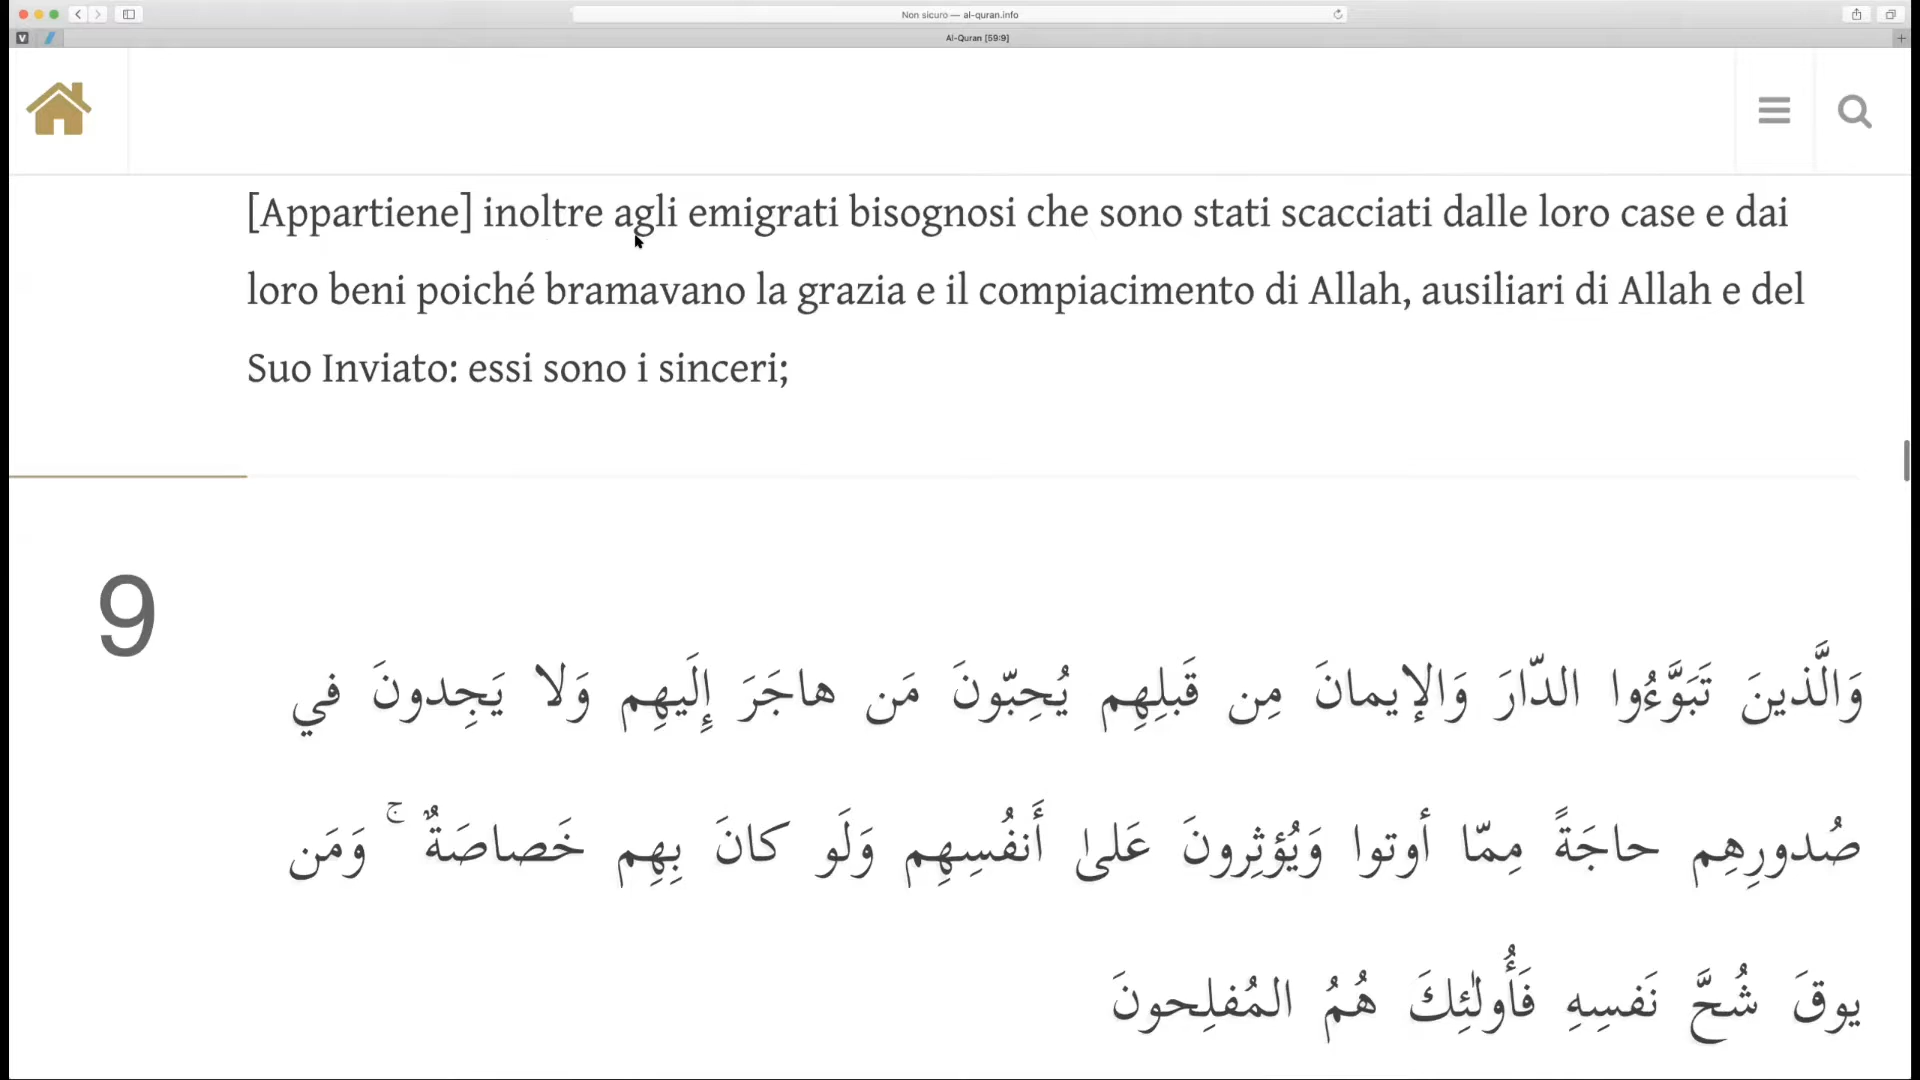 Non sicuro — al-quran.info
V
Al-Quran [59:9]
[Appartiene] inoltre agli emigrati bisognosi che sono stati scacciati dalle loro case e dai
loro beni poiché bramavano la grazia e il compiacimento di Allah, ausiliari di Allah e del
Suo Inviato: essi sono i sinceri;
9
وَالَّذينَ تَبَوَّءُوا الدّارَ وَالإيمانَ مِن قَبلِهِم يُحِبّونَ مَن هاجَرَ إِلَيهِم وَلا يَجِدونَ في
صُدورِهِم حاجَةً مِمّا أوتوا وَيُؤثِرونَ عَلىٰ أَنفُسِهِم وَلَو كانَ بِهِم خَصاصَةٌ ۚ وَمَن
يوقَ شُحَّ نَفسِهِ فَأُولٰئِكَ هُمُ المُفلِحونَ